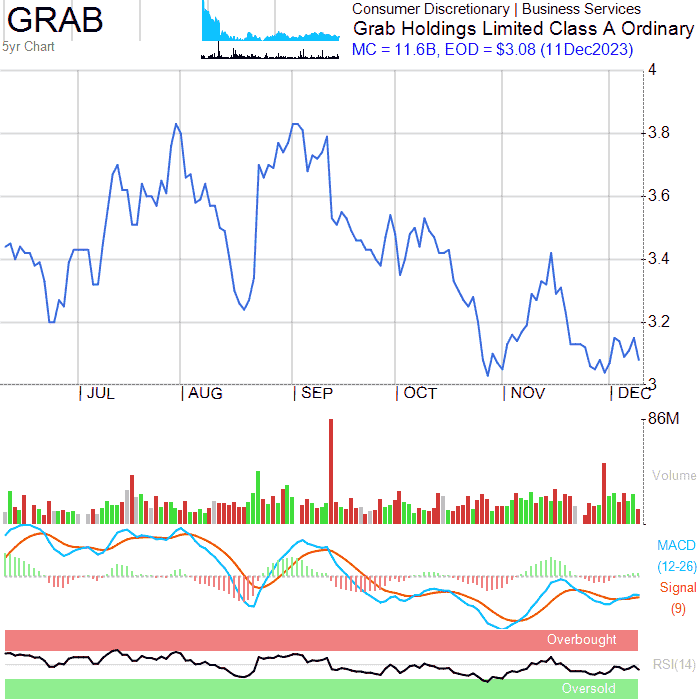 GRAB
5yr Chart
Consumer Discretionary | Business Services
Grab Holdings Limited Class A Ordinary
MC = 11.6B, EOD = $3.08 (11Dec2023)
4
3.8
3.6
3.4
3.2
3
JUL AUG SEP OCT NOV DEC
86M
Volume
MACD
(12-26)
Signal
(9)
Overbought
RSI(14)
Oversold